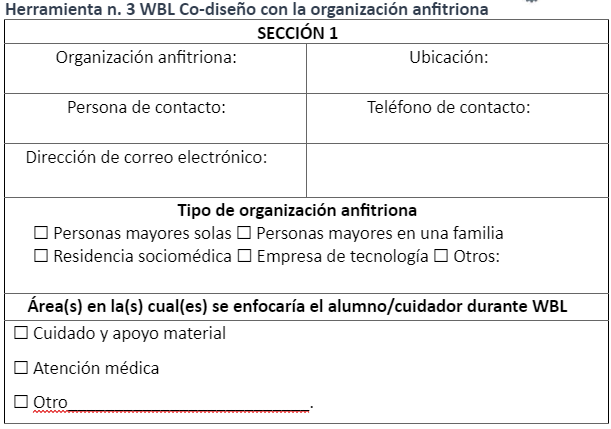 Herramienta n. 3 WBL Co-diseño con la organización anfitriona
SECCIÓN 1
Organización anfitriona:
Ubicación:
Persona de contacto:
Teléfono de contacto:
Dirección de correo electrónico:
Tipo de organización anfitriona
☐ Personas mayores solas ☐ Personas mayores en una familia
☐ Residencia sociomédica ☐ Empresa de tecnología ☐ Otros:
Área(s) en la(s) cual(es) se enfocaría el alumno/cuidador durante WBL
☐ Cuidado y apoyo material
☐ Atención médica
☐ Otro______________________________.